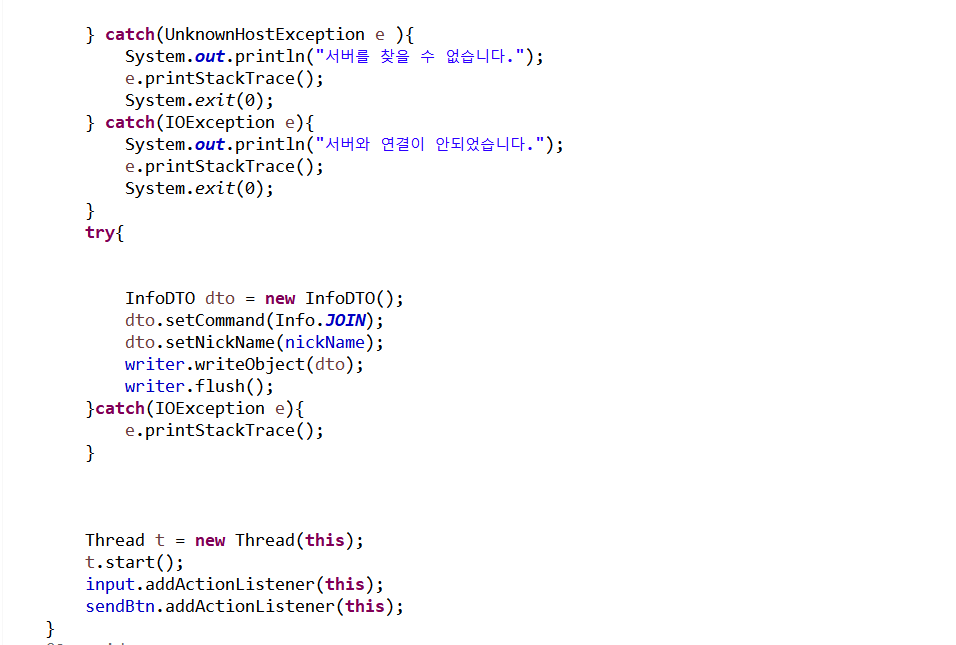 } catch(UnknownHostException e ){
System.out.println("서버를 찾을 수 없습니다.");
e.printStackTrace();
System.exit(0);
} catch(IOException e){
System.out.println("서버와 연결이 안되었습니다.");
e.printStackTrace();
System.exit(0);
}
try{
InfoDTO dto = new InfoDTO();
dto.setCommand(Info.JOIN);
dto.setNickName(nickName);
writer.writeObject(dto);
writer.flush();
}catch(IOException e){
e.printStackTrace();
}
Thread t = new Thread(this);
t.start();
input.addActionListener(this);
sendBtn.addActionListener(this);
}